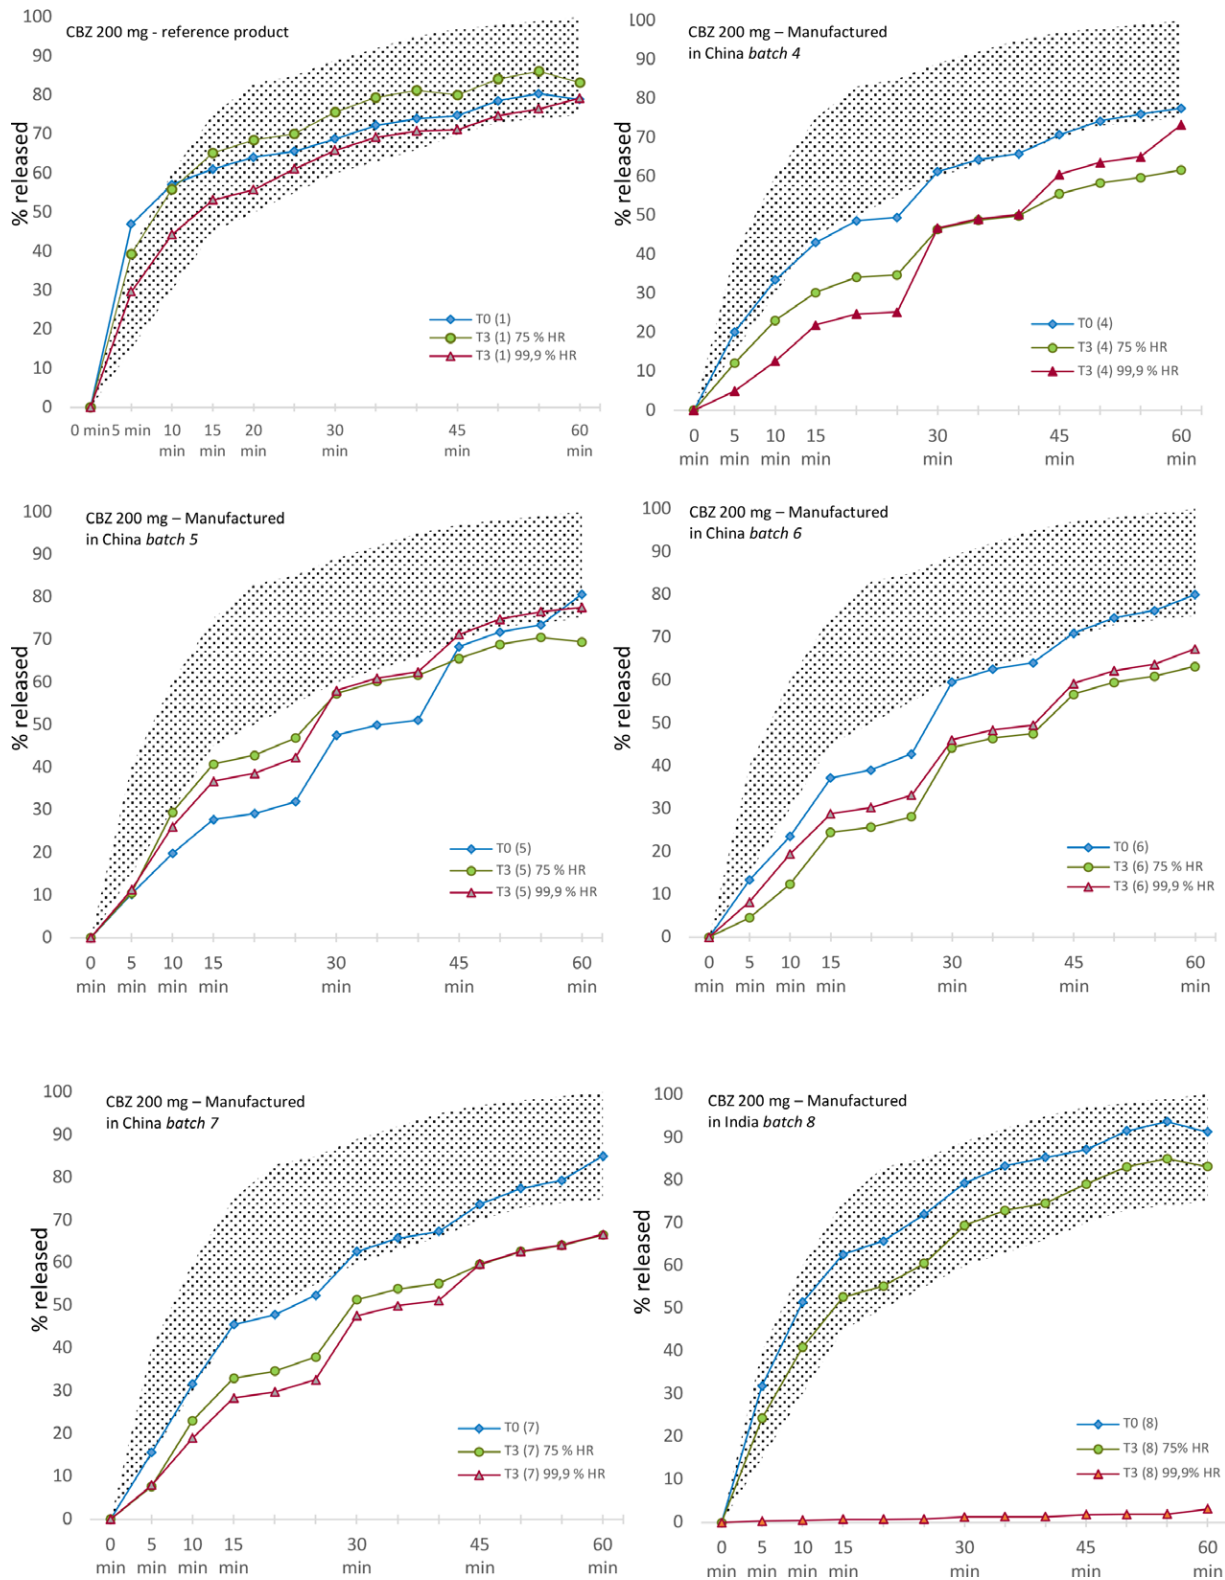 CBZ 200 mg - reference product
% released
100
90
80
70
60
50
40
30
20
10
0
T0 (1)
T3 (1) 75 % HR
T3 (1) 99,9 % HR
0 min 5 min 10 15 20 30 45 60
min min min min min min
CBZ 200 mg – Manufactured
in China batch 4
% released
100
90
80
70
60
50
40
30
20
10
0
T0 (4)
T3 (4) 75 % HR
T3 (4) 99,9 % HR
0 5 10 15 30 45 60
min min min min min min min
CBZ 200 mg – Manufactured
in China batch 5
% released
100
90
80
70
60
50
40
30
20
10
0
T0 (5)
T3 (5) 75 % HR
T3 (5) 99,9 % HR
0 5 10 15 30 45 60
min min min min min min min
CBZ 200 mg – Manufactured
in China batch 6
% released
100
90
80
70
60
50
40
30
20
10
0
T0 (6)
T3 (6) 75 % HR
T3 (6) 99,9 % HR
0 5 10 15 30 45 60
min min min min min min min
CBZ 200 mg – Manufactured
in China batch 7
% released
100
90
80
70
60
50
40
30
20
10
0
T0 (7)
T3 (7) 75 % HR
T3 (7) 99,9 % HR
0 5 10 15 30 45 60
min min min min min min min
CBZ 200 mg – Manufactured
in India batch 8
% released
100
90
80
70
60
50
40
30
20
10
0
T0 (8)
T3 (8) 75% HR
T3 (8) 99,9% HR
0 5 10 15 30 45 60
min min min min min min min